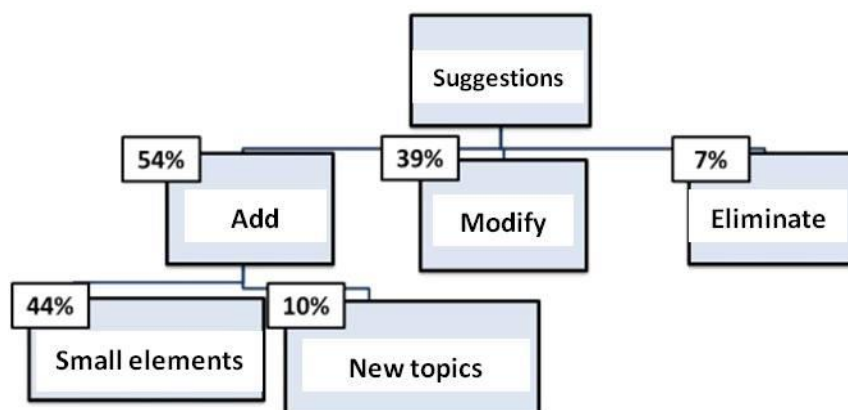 Suggestions
54%
39%
7%
Add
Modify
Eliminate
44%
10%
Small elements
New topics